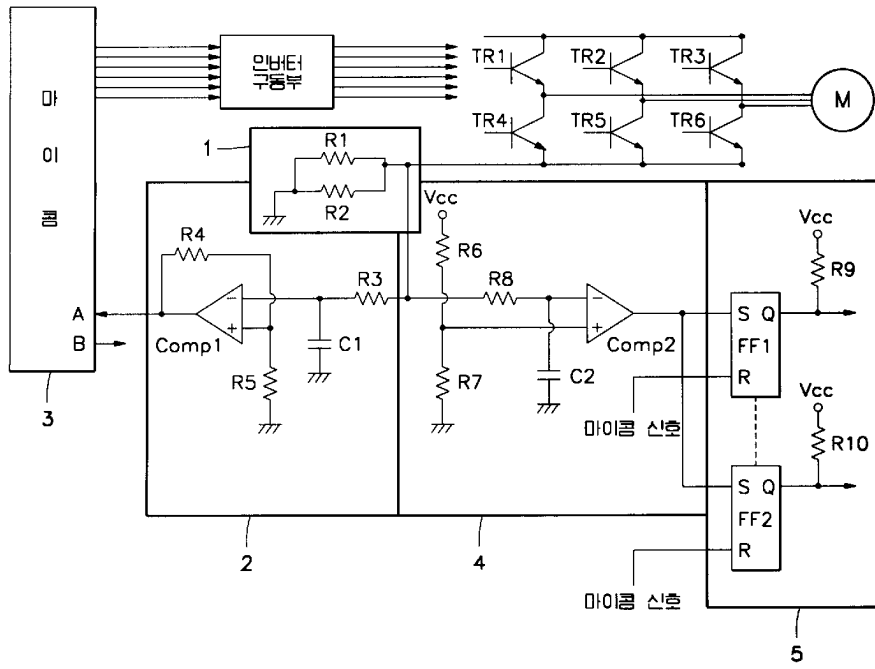 마이콤
인버터
구동부
TR1
TR2
TR3
M
TR4
TR5
TR6
1
R1
R2
Vcc
Vcc
R4
R6
R9
R3
R8
A
B
Comp1
C1
Comp2
S Q
FF1
R
R5
R7
C2
3
마이콤 신호
Vcc
R10
S Q
FF2
R
2
4
마이콤 신호
5